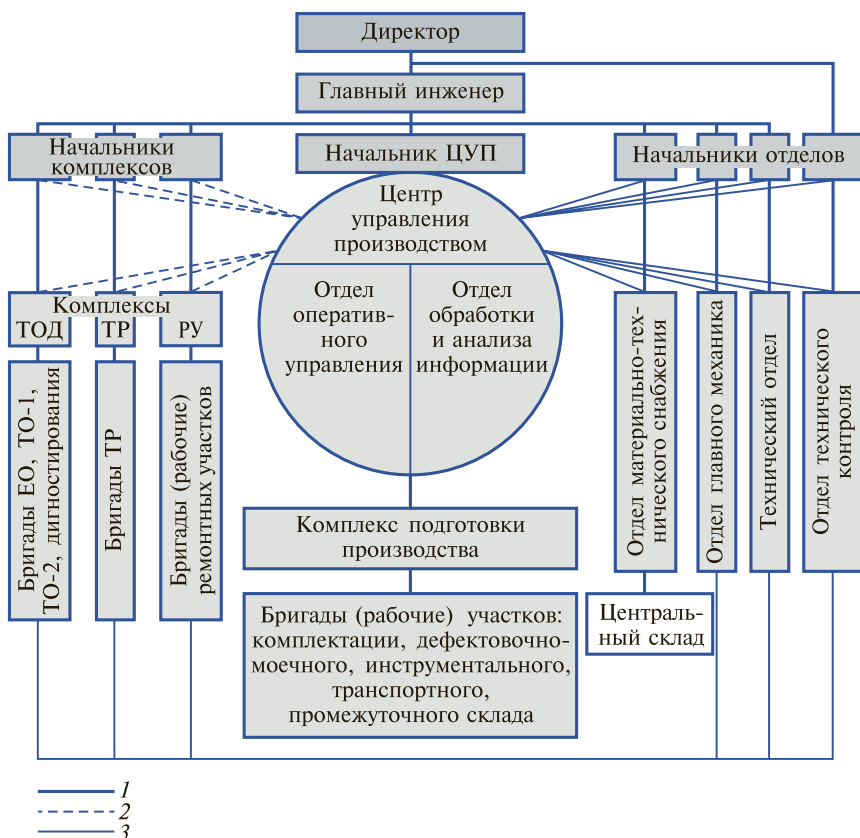 Директор
Главный инженер
Начальники
комплексов
Начальник ЦУП
Начальники отделов
Центр
управления
производством
Отдел
оператив-
ного
управления
Отдел
обработки
и анализа
информации
Комплексы
ТОД
ТР
РУ
Бригады ЕО, ТО-1,
ТО-2, дигностирования
Бригады ТР
Бригады (рабочие)
ремонтных участков
Комплекс подготовки
производства
Бригады (рабочие) участков:
комплектации, дефектовочно-
моечного, инструментального,
транспортного,
промежуточного склада
Отдел материально-тех-
нического снабжения
Отдел главного механика
Технический отдел
Отдел технического
контроля
Централь-
ный склад
1
2
3